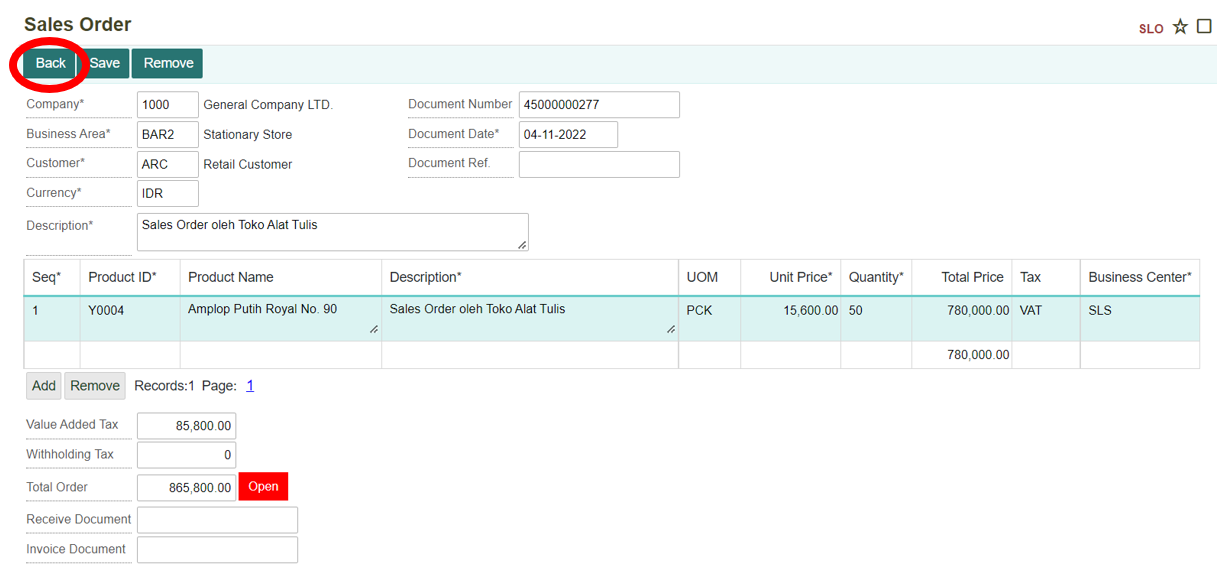 Sales Order
SLO
Back Save Remove
Company* 1000 General Company LTD. Document Number 45000000277
Business Area* BAR2 Stationary Store Document Date* 04-11-2022
Customer* ARC Retail Customer Document Ref.
Currency* IDR
Description* Sales Order oleh Toko Alat Tulis
Seq* Product ID* Product Name Description* UOM Unit Price* Quantity* Total Price Tax Business Center*
1 Y0004 Amplop Putih Royal No. 90 Sales Order oleh Toko Alat Tulis PCK 15,600.00 50 780,000.00 VAT SLS
780,000.00
Add Remove Records:1 Page: 1
Value Added Tax 85,800.00
Withholding Tax 0
Total Order 865,800.00 Open
Receive Document
Invoice Document